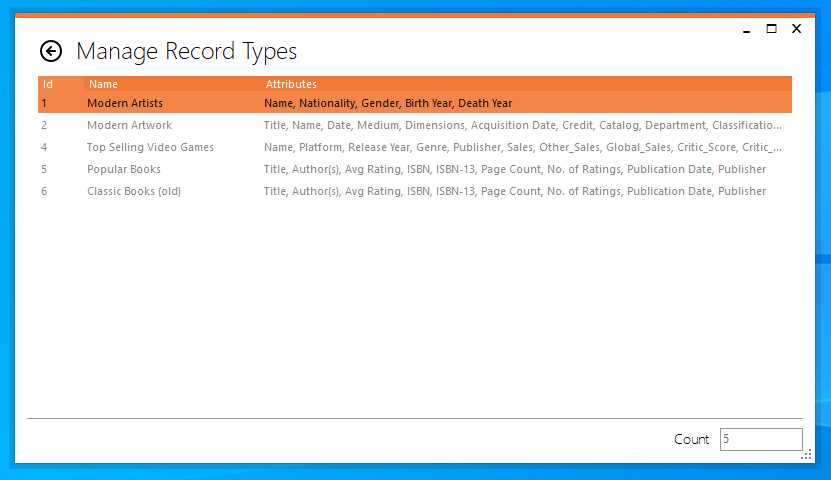 Manage Record Types
Id Name Attributes
1 Modern Artists Name, Nationality, Gender, Birth Year, Death Year
2 Modern Artwork Title, Name, Date, Medium, Dimensions, Acquisition Date, Credit, Catalog, Department, Classificatio...
4 Top Selling Video Games Name, Platform, Release Year, Genre, Publisher, Sales, Other_Sales, Global_Sales, Critic_Score, Critic_...
5 Popular Books Title, Author(s), Avg Rating, ISBN, ISBN-13, Page Count, No. of Ratings, Publication Date, Publisher
6 Classic Books (old) Title, Author(s), Avg Rating, ISBN, ISBN-13, Page Count, No. of Ratings, Publication Date, Publisher
Count 5